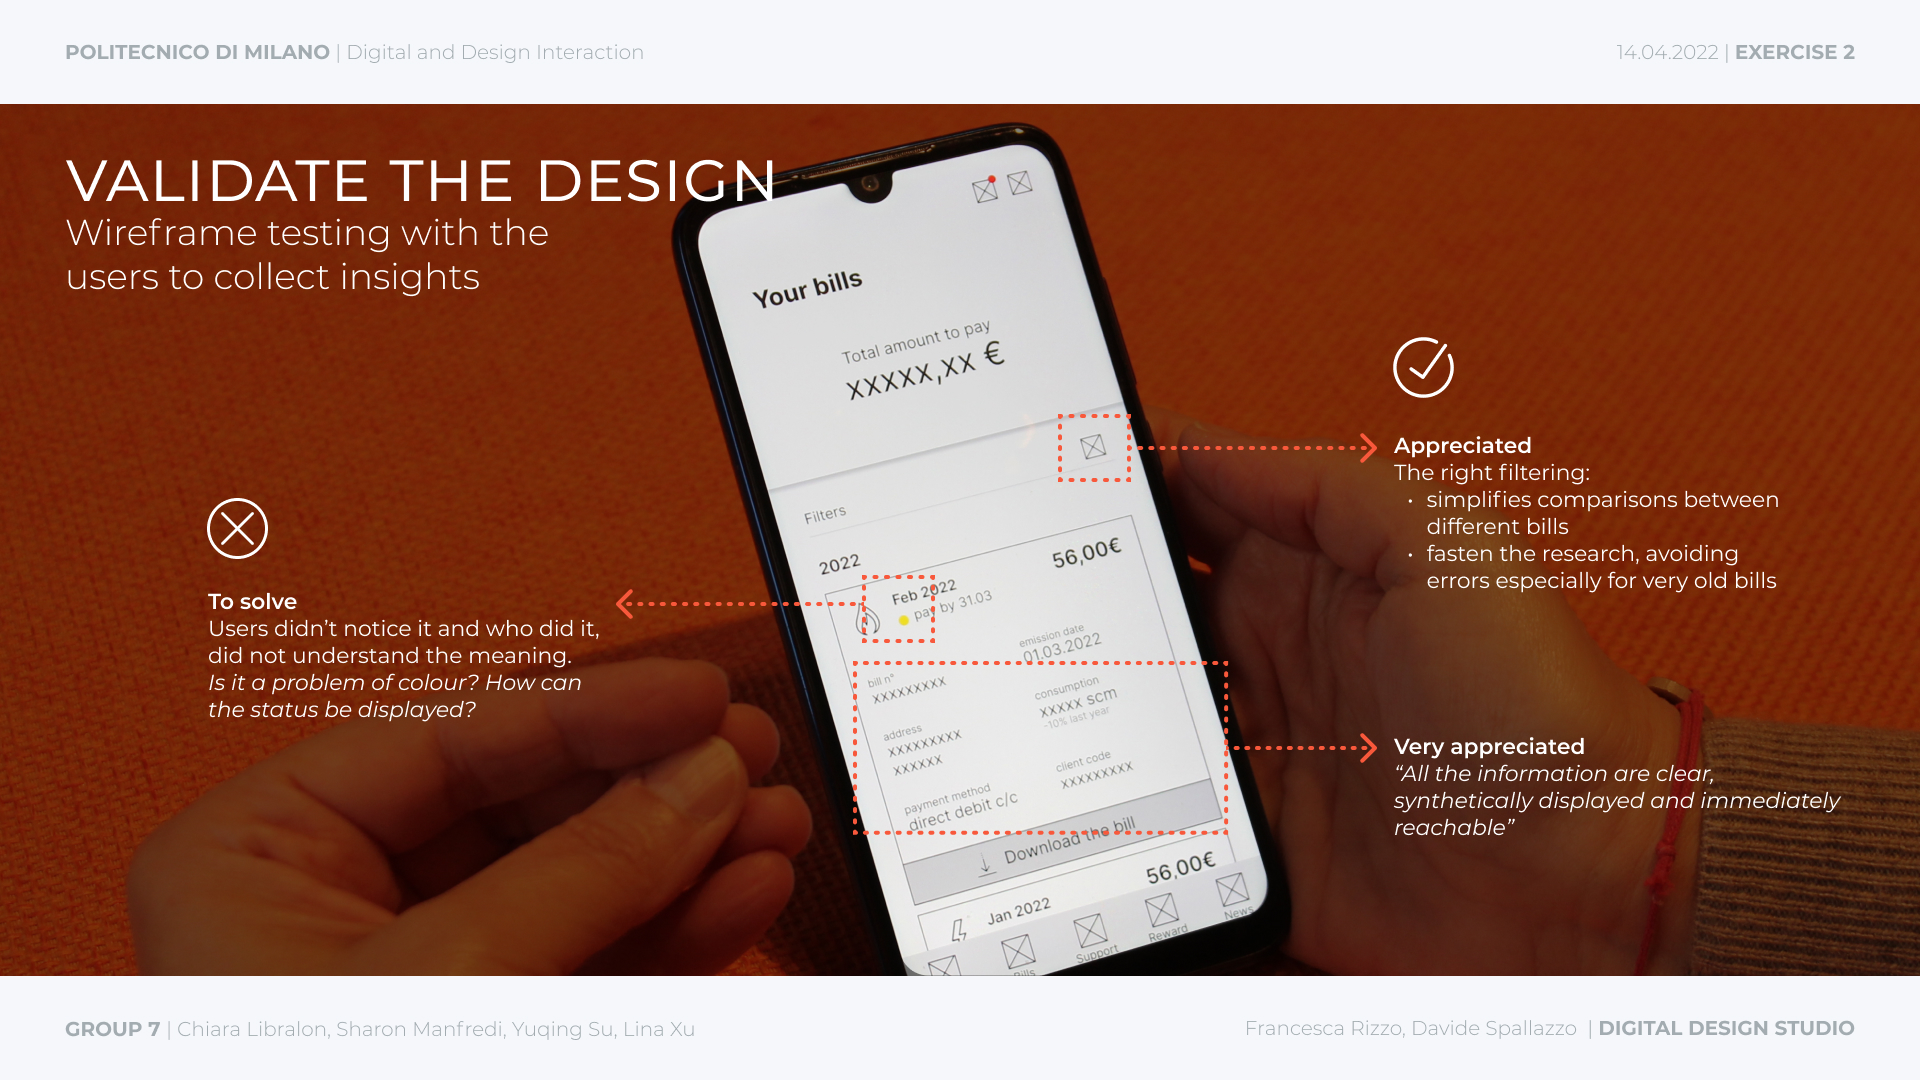 POLITECNICO DI MILANO | Digital and Design Interaction
14.04.2022 | EXERCISE 2
VALIDATE THE DESIGN
Wireframe testing with the
users to collect insights
Your bills
Total amount to pay
xxxxx,xx €
Filters
2022
56,00€
Feb 2022
pay by 31.03
emission date
01.03.2022
bill n°
xxxxxxxxx
consumption
xxxxx scm
-10% last year
address
xxxxxxxxx
xxxxxx
client code
xxxxxxxxx
payment method
direct debit c/c
Download the bill
56,00€
Jan 2022
Bills
Support
Reward
News
To solve
Users didn’t notice it and who did it,
did not understand the meaning.
Is it a problem of colour? How can
the status be displayed?
Appreciated
The right filtering:
• simplifies comparisons between
different bills
• fasten the research, avoiding
errors especially for very old bills
Very appreciated
“All the information are clear,
synthetically displayed and immediately
reachable”
GROUP 7 | Chiara Libralon, Sharon Manfredi, Yuqing Su, Lina Xu
Francesca Rizzo, Davide Spallazzo | DIGITAL DESIGN STUDIO